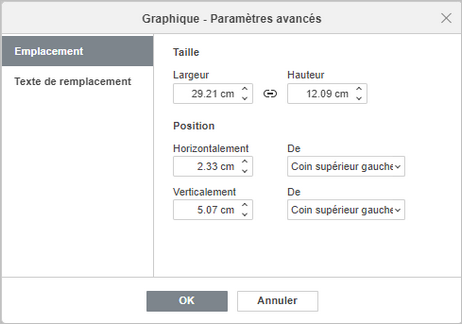 Graphique - Paramètres avancés
Emplacement
Texte de remplacement
Taille
Largeur Hauteur
29.21 cm 12.09 cm
Position
Horizontalement De
2.33 cm Coin supérieur gauche
Verticalement De
5.07 cm Coin supérieur gauche
OK Annuler